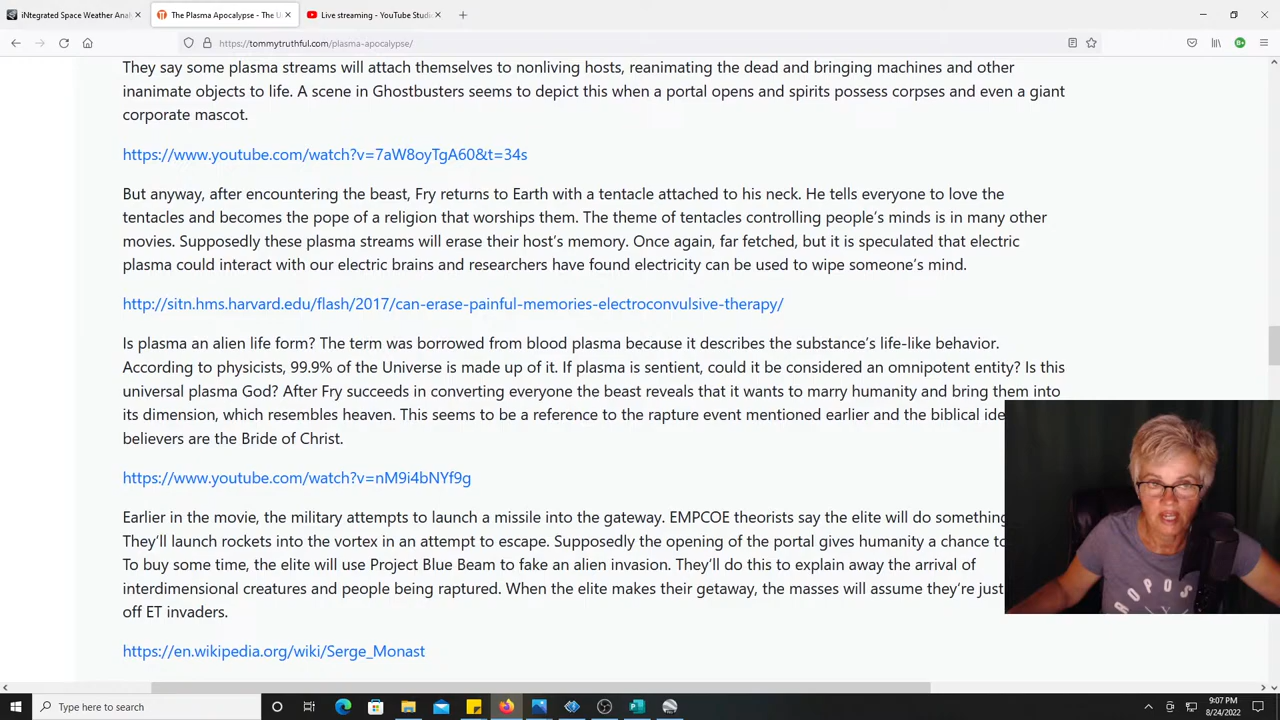 iNtegrated Space Weather Anal
The Plasma Apocalypse - The U
Live streaming - YouTube Studi
https://tommytruthful.com/plasma-apocalypse/
They say some plasma streams will attach themselves to nonliving hosts, reanimating the dead and bringing machines and other
inanimate objects to life. A scene in Ghostbusters seems to depict this when a portal opens and spirits possess corpses and even a giant
corporate mascot.
https://www.youtube.com/watch?v=7aW8oyTgA60&t=34s
But anyway, after encountering the beast, Fry returns to Earth with a tentacle attached to his neck. He tells everyone to love the
tentacles and becomes the pope of a religion that worships them. The theme of tentacles controlling people's minds is in many other
movies. Supposedly these plasma streams will erase their host's memory. Once again, far fetched, but it is speculated that electric
plasma could interact with our electric brains and researchers have found electricity can be used to wipe someone's mind.
http://sitn.hms.harvard.edu/flash/2017/can-erase-painful-memories-electroconvulsive-therapy/
Is plasma an alien life form? The term was borrowed from blood plasma because it describes the substance's life-like behavior.
According to physicists, 99.9% of the Universe is made up of it. If plasma is sentient, could it be considered an omnipotent entity? Is this
universal plasma God? After Fry succeeds in converting everyone the beast reveals that it wants to marry humanity and bring them into
its dimension, which resembles heaven. This seems to be a reference to the rapture event mentioned earlier and the biblical ide
believers are the Bride of Christ.
https://www.youtube.com/watch?v=nM9i4bNYf9g
Earlier in the movie, the military attempts to launch a missile into the gateway. EMPCOE theorists say the elite will do something
They'll launch rockets into the vortex in an attempt to escape. Supposedly the opening of the portal gives humanity a chance to
To buy some time, the elite will use Project Blue Beam to fake an alien invasion. They'll do this to explain away the arrival of
interdimensional creatures and people being raptured. When the elite makes their getaway, the masses will assume they're just
off ET invaders.
https://en.wikipedia.org/wiki/Serge_Monast
ROPOS
Type here to search
9:07 PM
8/24/2022